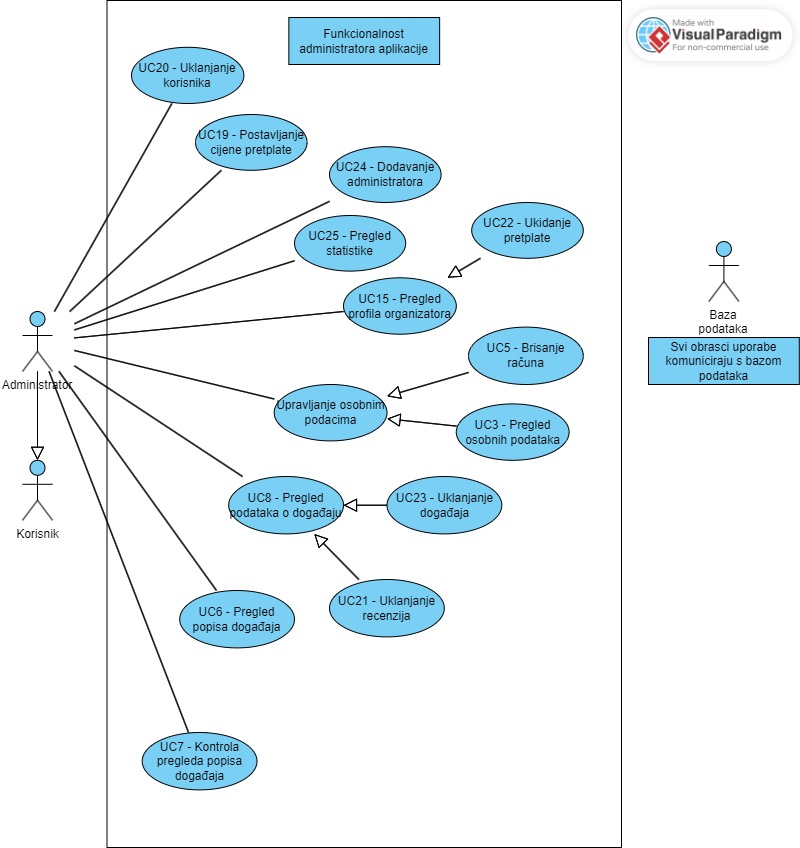 Funkcionalnost
administratora aplikacije
Made with
VisualParadigm
For non-commercial use
UC20 - Uklanjanje
korisnika
UC19 - Postavljanje
cijene pretplate
UC24 - Dodavanje
administratora
UC25 - Pregled
statistike
UC22 - Ukidanje
pretplate
UC15 - Pregled
profila organizatora
Baza
podataka
Svi obrasci uporabe
komuniciraju s bazom
podataka
UC5 - Brisanje
računa
Administrator
Upravljanje osobnim
podacima
UC3 - Pregled
osobnih podataka
UC8 - Pregled
podataka o događaju
UC23 - Uklanjanje
događaja
Korisnik
UC21 - Uklanjanje
recenzija
UC6 - Pregled
popisa događaja
UC7 - Kontrola
pregleda popisa
događaja